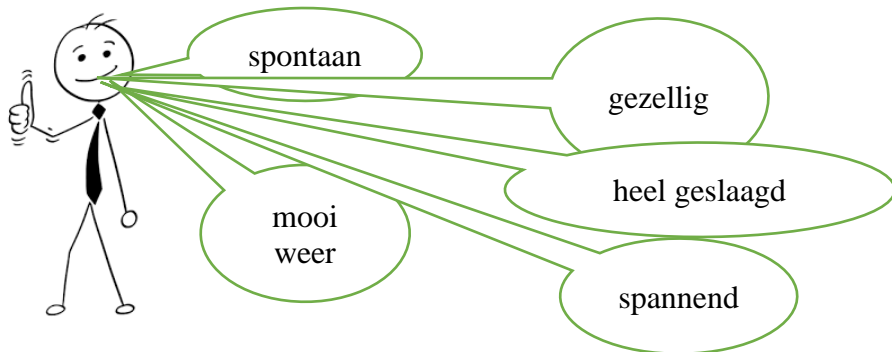 spontaan
gezellig
heel geslaagd
mooi
weer
spannend